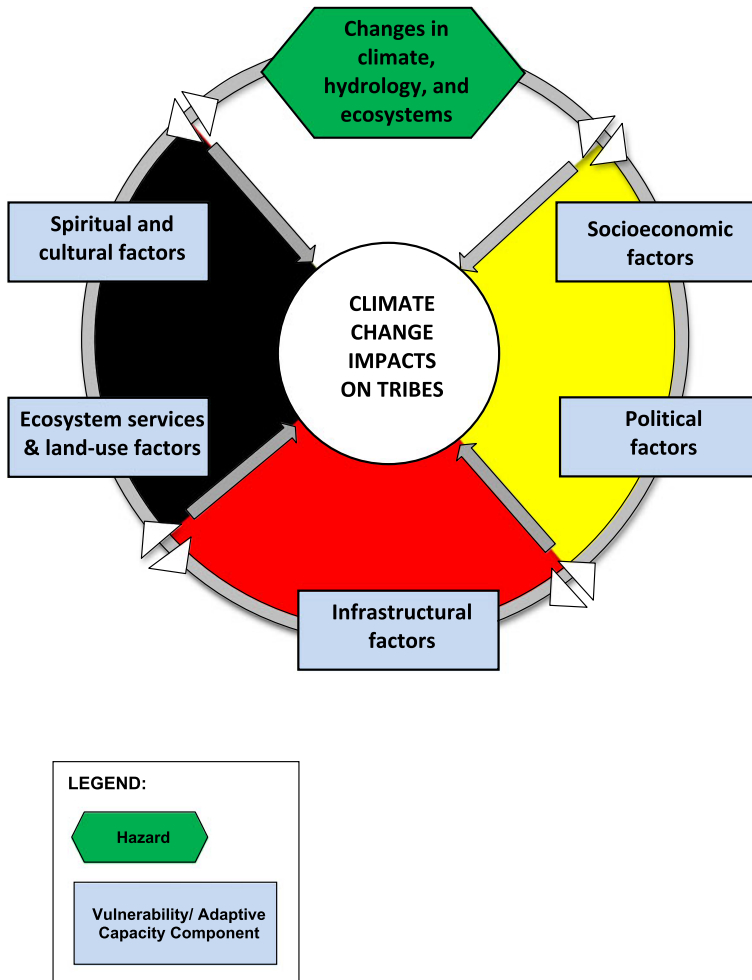 Changes in
climate,
hydrology, and
ecosystems
Spiritual and
cultural factors
Socioeconomic
factors
CLIMATE
CHANGE
IMPACTS
ON TRIBES
Ecosystem services
& land-use factors
Political
factors
Infrastructural
factors
LEGEND:
Hazard
Vulnerability/ Adaptive
Capacity Component